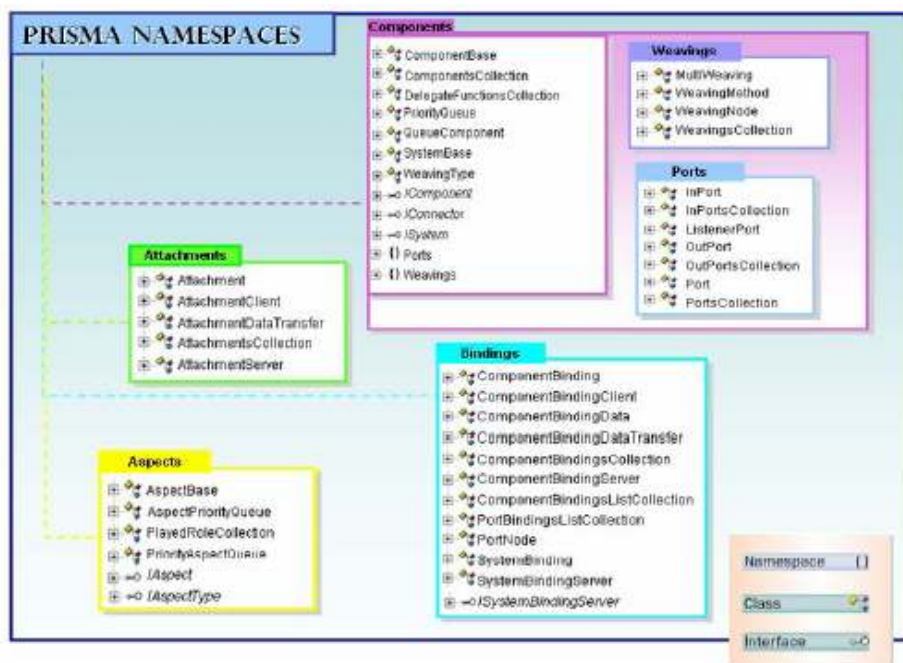 PRISMA NAMESPACES
Components
ComponentBase
ComponentsCollection
DelegateFunctionsCollection
PriorityQueue
QueueComponent
SystemBase
WeavingType
IComponent
IConnector
ISystem
{} Ports
{} Weavings
Weavings
MultiWeaving
WeavingMethod
WeavingNode
WeavingsCollection
Ports
InPort
InPortsCollection
ListenerPort
OutPort
OutPortsCollection
Port
PortsCollection
Attachments
Attachment
AttachmentClient
AttachmentDataTransfer
AttachmentsCollection
AttachmentServer
Bindings
ComponentBinding
ComponentBindingClient
ComponentBindingData
ComponentBindingDataTransfer
ComponentBindingsCollection
ComponentBindingServer
ComponentBindingsListCollection
PortBindingsListCollection
PortNode
SystemBinding
SystemBindingServer
ISystemBindingServer
Aspects
AspectBase
AspectPriorityQueue
PlayedRoleCollection
PriorityAspectQueue
IAspect
IAspectType
Namespace {}
Class
Interface